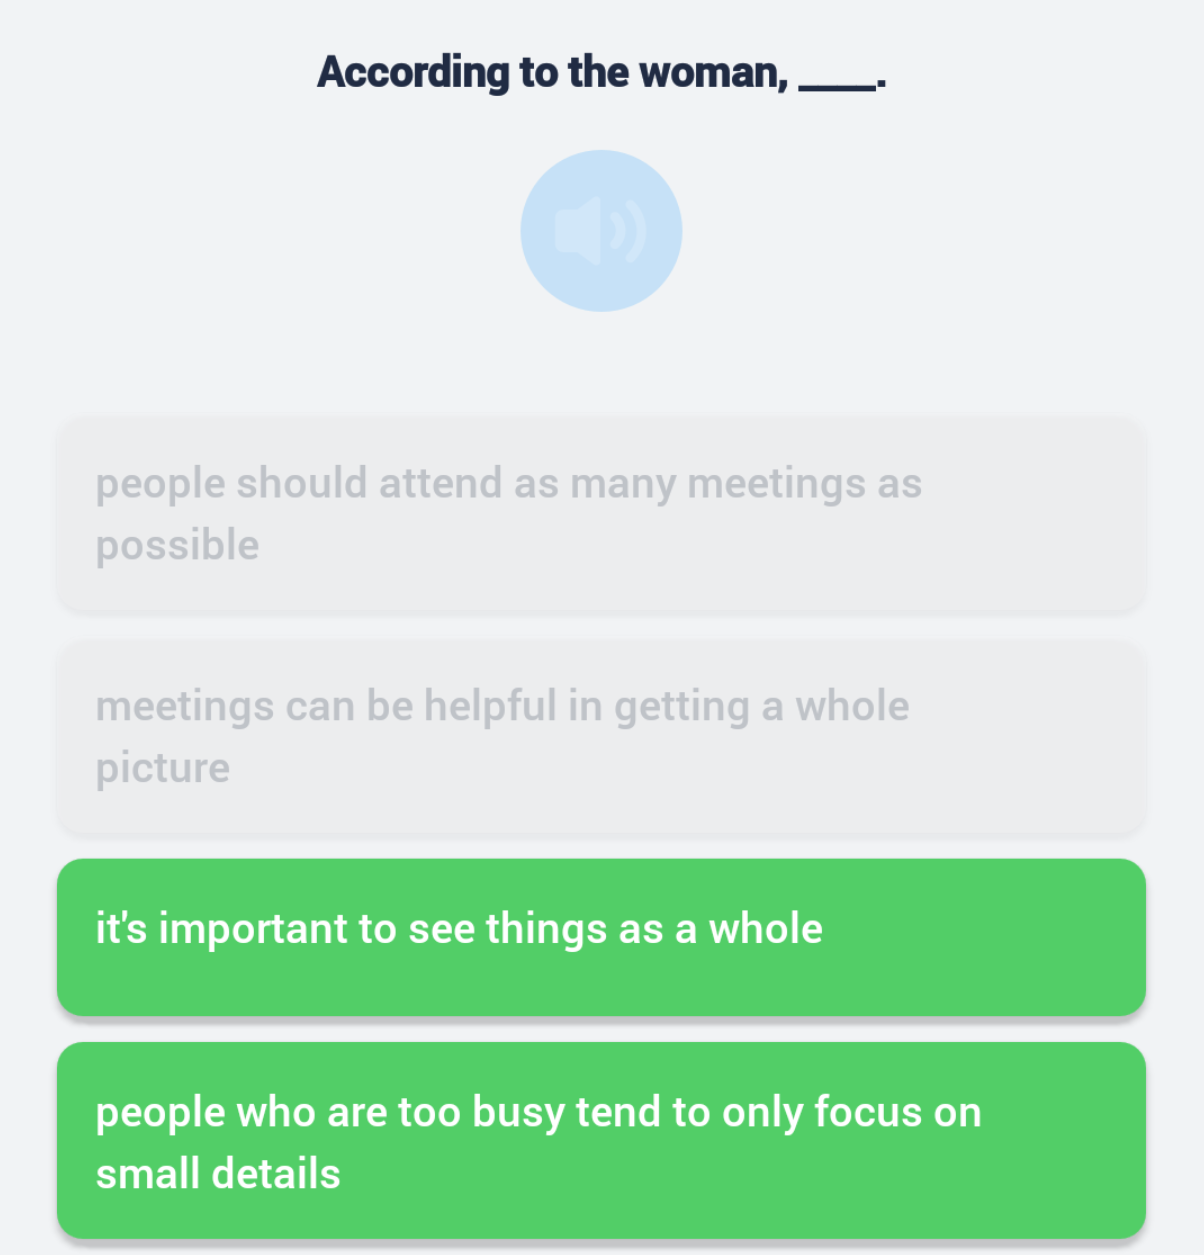 According to the woman, ____.
people should attend as many meetings as
possible
meetings can be helpful in getting a whole
picture
it's important to see things as a whole
people who are too busy tend to only focus on
small details